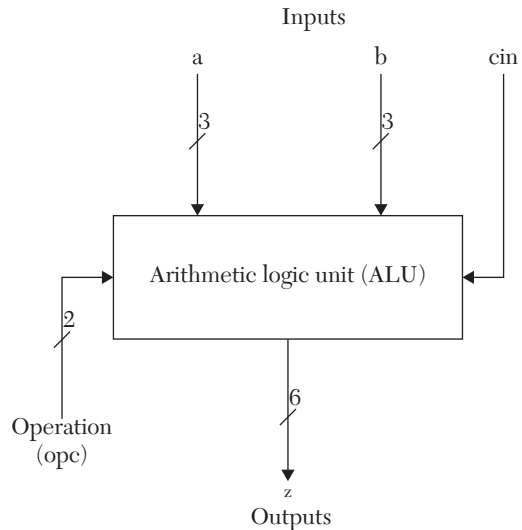 Inputs
a b cin
3 3
Arithmetic logic unit (ALU)
2
6
Operation
(opc)
z
Outputs